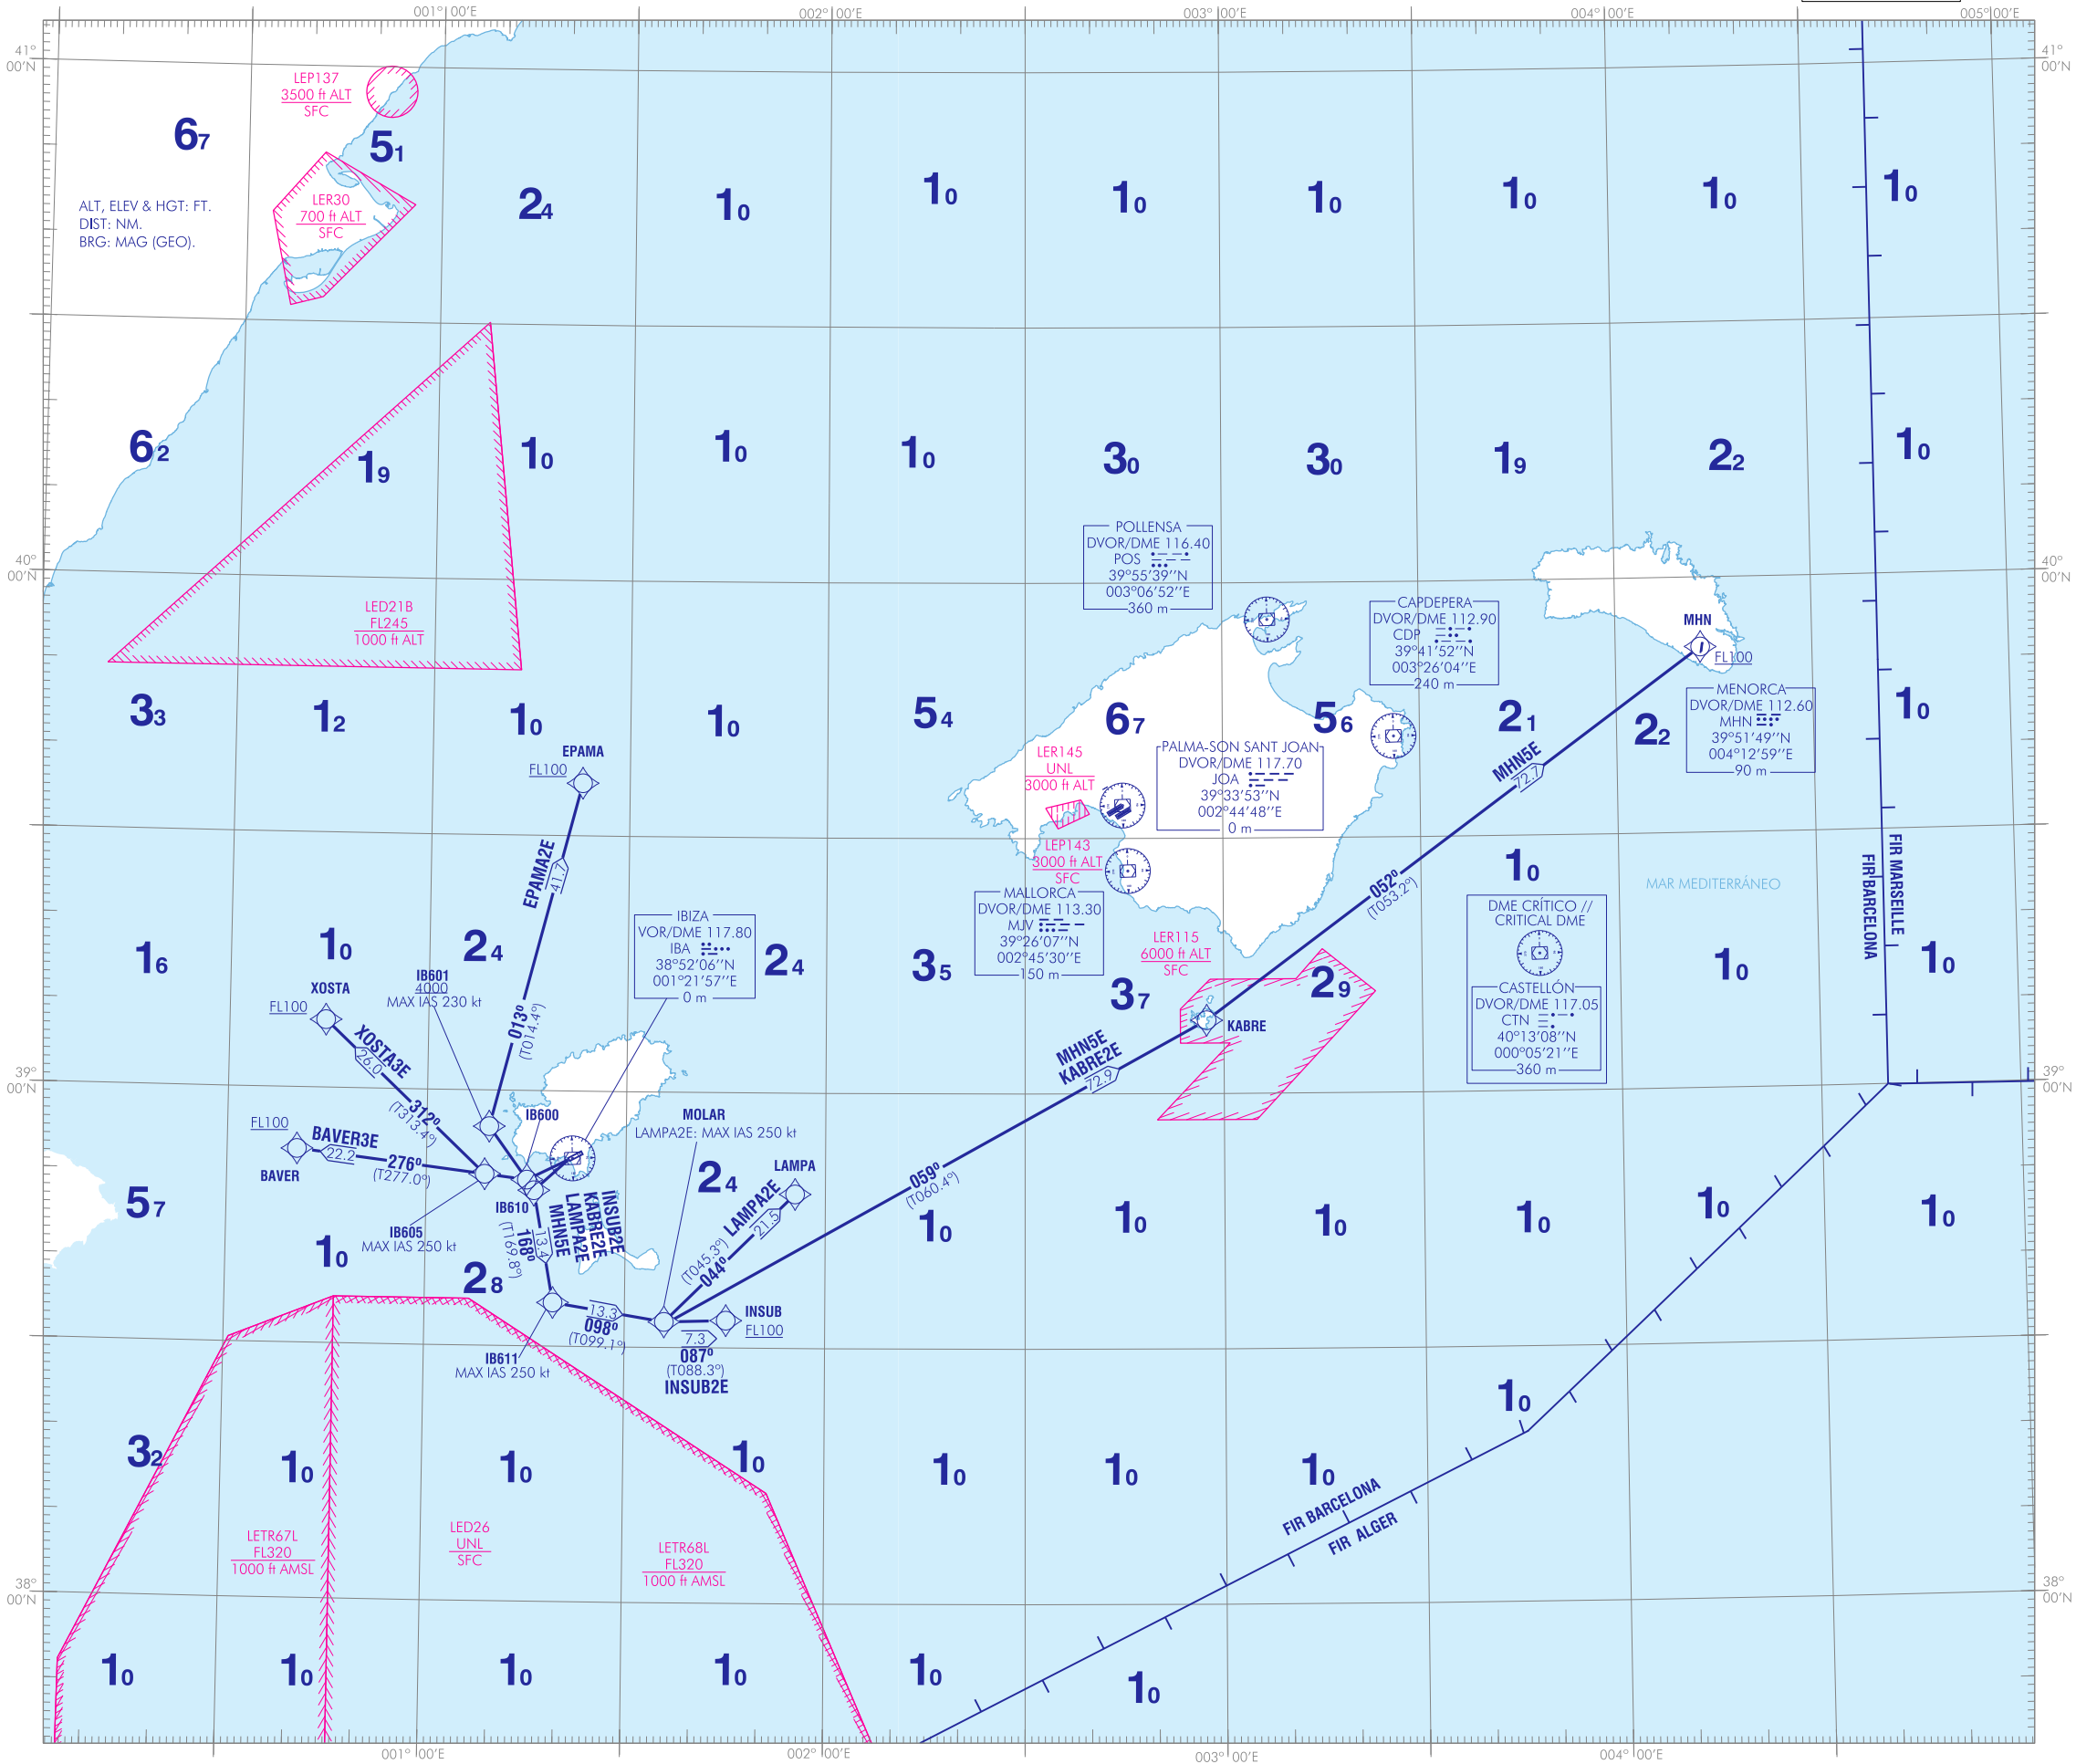 001° 00'E
002° 00'E
003° 00'E
004° 00'E
005° 00'E
41°
00'N
41°
00'N
LEP137
3500 ft ALT
SFC
67
51
ALT, ELEV & HGT: FT.
DIST: NM.
BRG: MAG (GEO).
LER30
700 ft ALT
SFC
24
10
10
10
10
10
10
10
62
19
10
10
10
30
30
19
22
10
40°
00'N
40°
00'N
LED21B
FL245
1000 ft ALT
POLLENSA
DVOR/DME 116.40
POS
39°55'39''N
003°06'52''E
360 m
CAPDEPERA
DVOR/DME 112.90
CDP
39°41'52''N
003°26'04''E
240 m
MHN
FL100
MENORCA
DVOR/DME 112.60
MHN
39°51'49''N
004°12'59''E
90 m
33
12
10
10
54
67
56
21
22
10
EPAMA
FL100
LER145
UNL
3000 ft ALT
PALMA-SON SANT JOAN
DVOR/DME 117.70
JOA
39°33'53''N
002°44'48''E
0 m
MHN5E
72.7
LEP143
3000 ft ALT
SFC
EPAMA2E
41.7
MALLORCA
DVOR/DME 113.30
MJV
39°26'07''N
002°45'30''E
150 m
052°
(T053.2°)
10
MAR MEDITERRÁNEO
FIR BARCELONA
FIR MARSEILLE
DME CRÍTICO //
CRITICAL DME
CASTELLÓN
DVOR/DME 117.05
CTN
40°13'08''N
000°05'21''E
360 m
IBIZA
VOR/DME 117.80
IBA
38°52'06''N
001°21'57''E
0 m
16
10
24
24
35
37
29
10
10
LER115
6000 ft ALT
SFC
IB601
4000
MAX IAS 230 kt
XOSTA
FL100
XOSTA3E
26.0
013°
(T014.4°)
KABRE
MHN5E
KABRE2E
72.9
39°
00'N
39°
00'N
312°
(T313.4°)
FL100
BAVER
BAVER3E
22.2
276°
(T277.0°)
IB600
MOLAR
LAMPA2E: MAX IAS 250 kt
LAMPA
24
LAMPA2E
21.5
059°
(T060.4°)
57
10
28
10
10
10
10
10
10
IB605
MAX IAS 250 kt
IB610
168°
(T169.8°)
13.4
MHN5E
LAMPA2E
KABRE2E
INSUB2E
(T045.3°)
044°
INSUB
FL100
13.3
098°
(T099.1°)
7.3
087°
(T088.3°)
INSUB2E
IB611
MAX IAS 250 kt
32
10
10
10
10
10
10
10
LETR67L
FL320
1000 ft AMSL
LED26
UNL
SFC
LETR68L
FL320
1000 ft AMSL
FIR BARCELONA
FIR ALGER
38°
00'N
38°
00'N
10
10
10
10
10
10
001° 00'E
002° 00'E
003° 00'E
004° 00'E